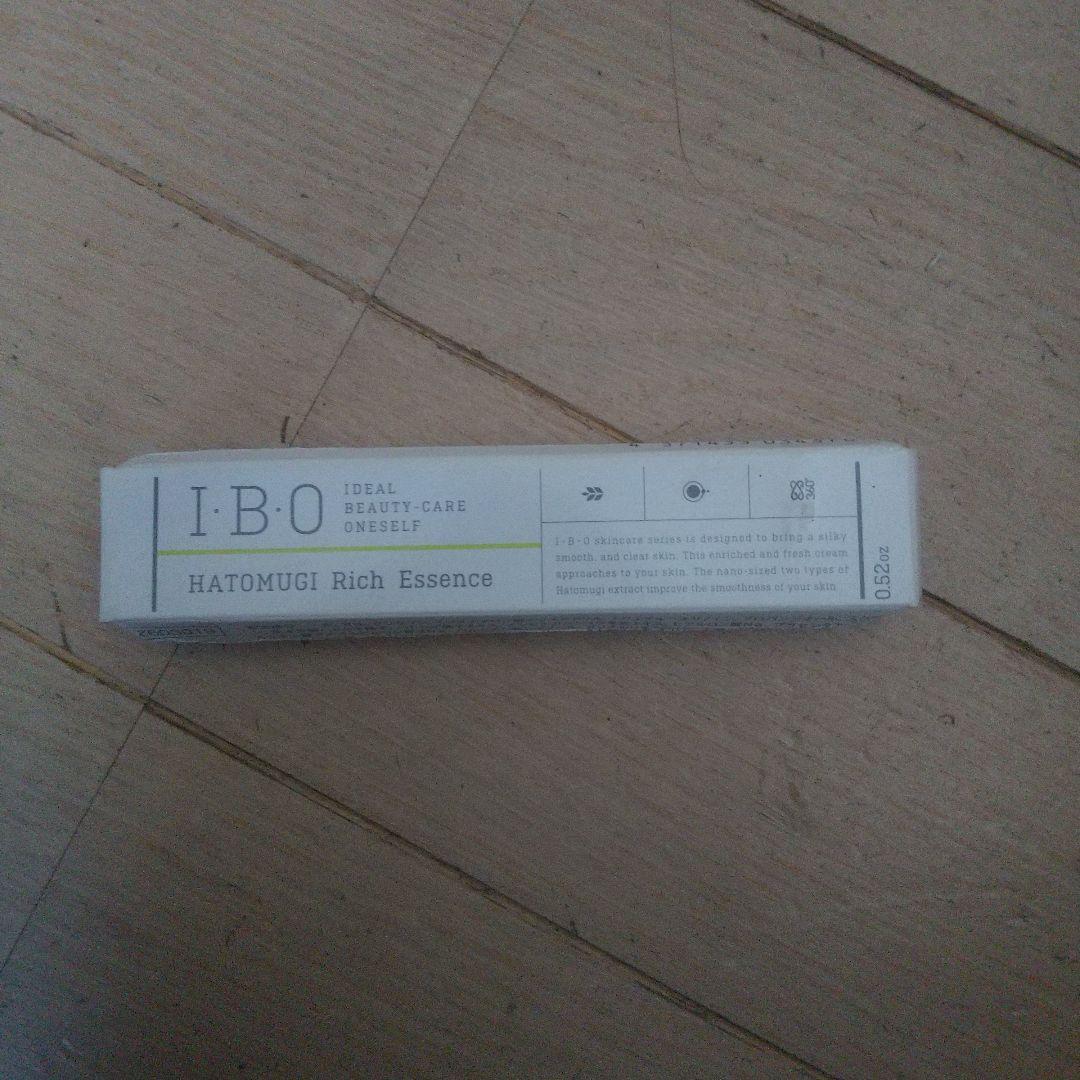 I·B·O
IDEAL
BEAUTY-CARE
ONESELF
HATOMUGI Rich Essence
360°
I·B·O skincare series is designed to bring a silky
smooth, and clear skin. This enriched and fresh cream
approaches to your skin. The nano-sized two types of
Hatomugi extract improve the smoothness of your skin
0.52oz